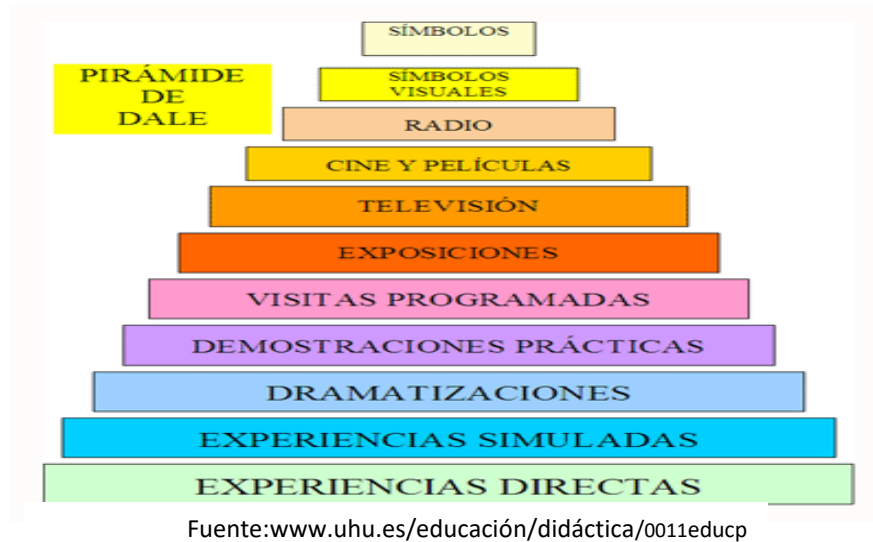 SÍMBOLOS
PIRÁMIDE
DE
DALE
SÍMBOLOS
VISUALES
RADIO
CINE Y PELÍCULAS
TELEVISIÓN
EXPOSICIONES
VISITAS PROGRAMADAS
DEMOSTRACIONES PRÁCTICAS
DRAMATIZACIONES
EXPERIENCIAS SIMULADAS
EXPERIENCIAS DIRECTAS
Fuente:www.uhu.es/educación/didáctica/0011educp